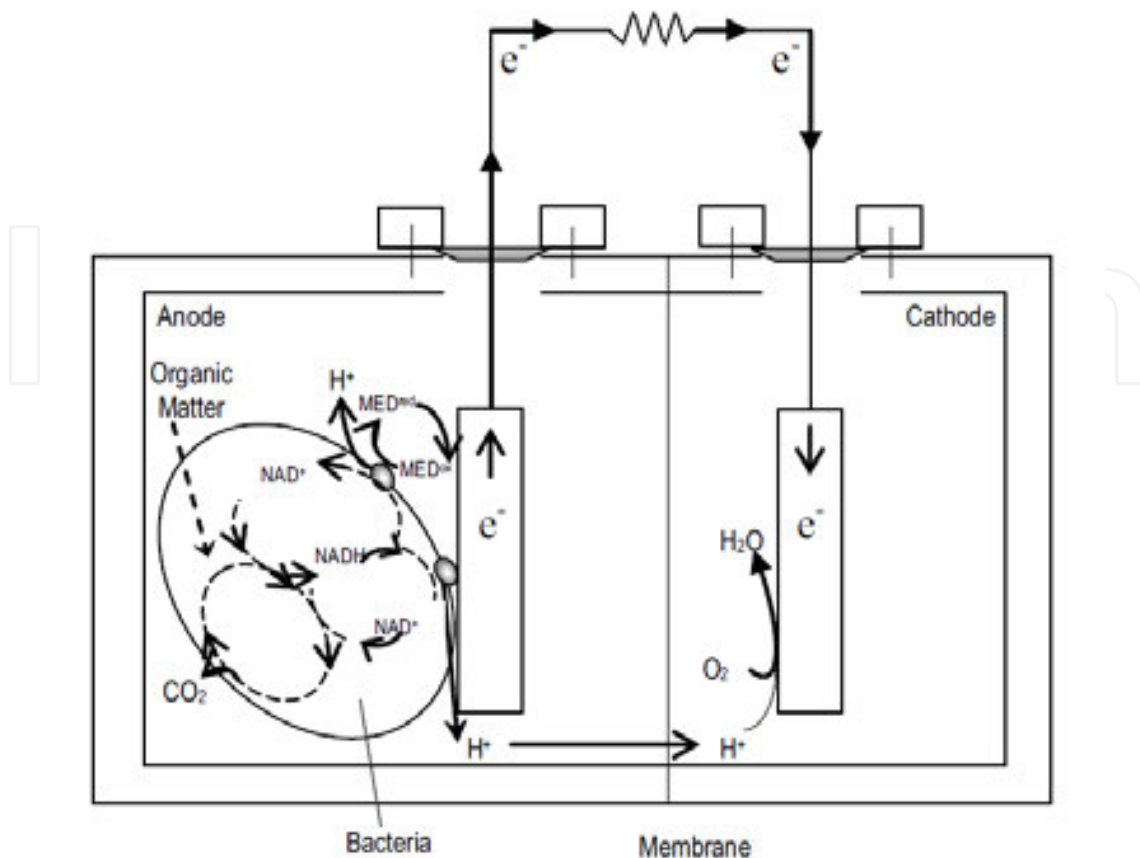 e⁻ e⁻
Anode
Cathode
Organic
Matter
H⁺
MEDʳᵉᵈ
NAD⁺
MEDᵒˣ
e⁻ e⁻
NADH
H₂O
NAD⁺
CO₂
O₂
H⁺ H⁺
Bacteria
Membrane